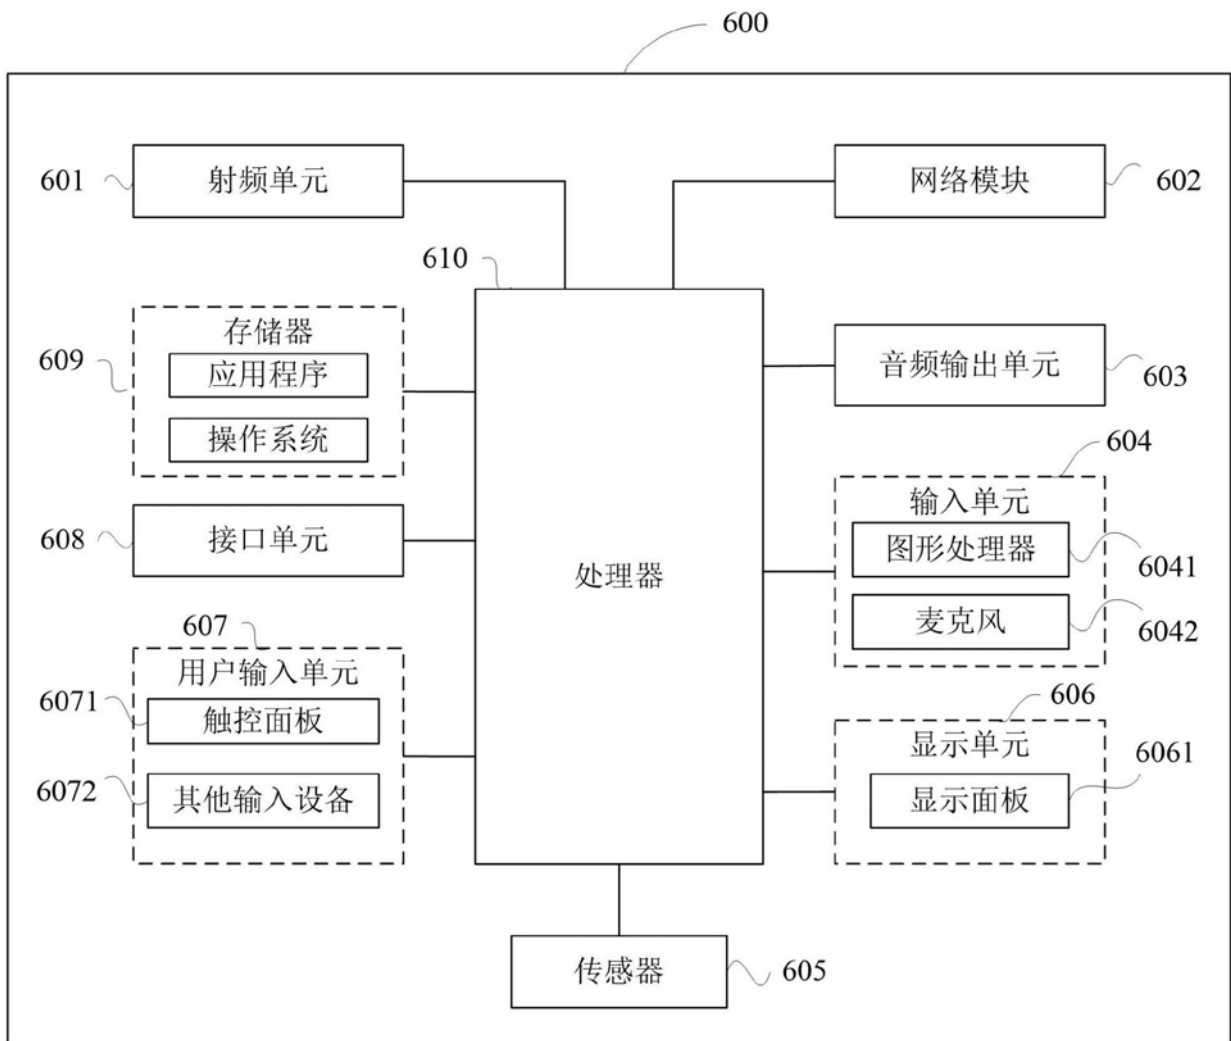 600
601
射频单元
网络模块
602
610
609
存储器
应用程序
操作系统
音频输出单元
603
604
输入单元
图形处理器
6041
麦克风
6042
608
接口单元
处理器
607
用户输入单元
6071
触控面板
6072
其他输入设备
606
显示单元
6061
显示面板
传感器
605